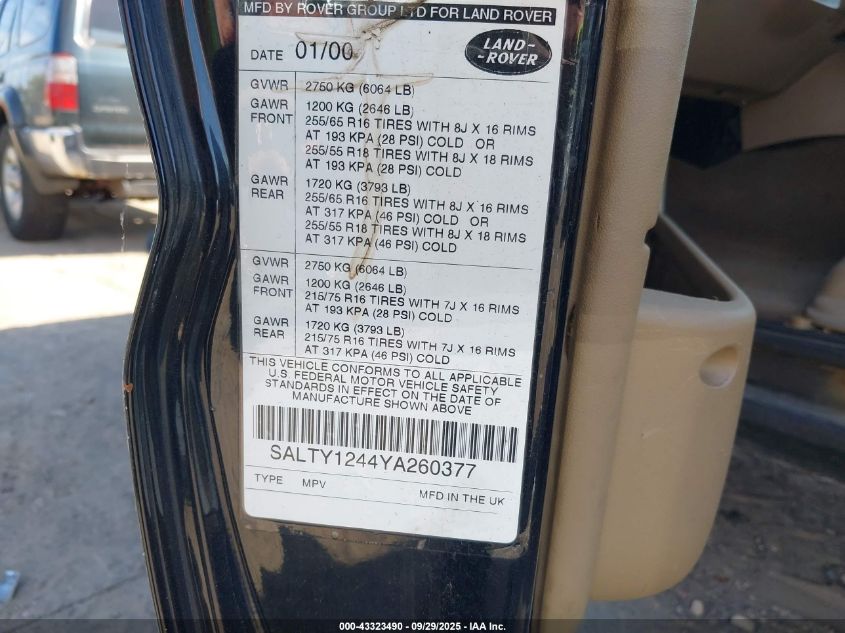 MFD BY ROVER GROUP LTD FOR LAND ROVER
DATE 01/00
LAND-
-ROVER
GVWR 2750 KG (6064 LB)
GAWR 1200 KG (2646 LB)
FRONT 255/65 R16 TIRES WITH 8J X 16 RIMS
AT 193 KPA (28 PSI) COLD OR
255/55 R18 TIRES WITH 8J X 18 RIMS
AT 193 KPA (28 PSI) COLD
GAWR 1720 KG (3793 LB)
REAR 255/65 R16 TIRES WITH 8J X 16 RIMS
AT 317 KPA (46 PSI) COLD OR
255/55 R18 TIRES WITH 8J X 18 RIMS
AT 317 KPA (46 PSI) COLD
GVWR 2750 KG (6064 LB)
GAWR 1200 KG (2646 LB)
FRONT 215/75 R16 TIRES WITH 7J X 16 RIMS
AT 193 KPA (28 PSI) COLD
GAWR 1720 KG (3793 LB)
REAR 215/75 R16 TIRES WITH 7J X 16 RIMS
AT 317 KPA (46 PSI) COLD
THIS VEHICLE CONFORMS TO ALL APPLICABLE
U.S. FEDERAL MOTOR VEHICLE SAFETY
STANDARDS IN EFFECT ON THE DATE OF
MANUFACTURE SHOWN ABOVE
SALTY1244YA260377
TYPE MPV MFD IN THE UK
000-43323490 - 09/29/2025 - IAA Inc.